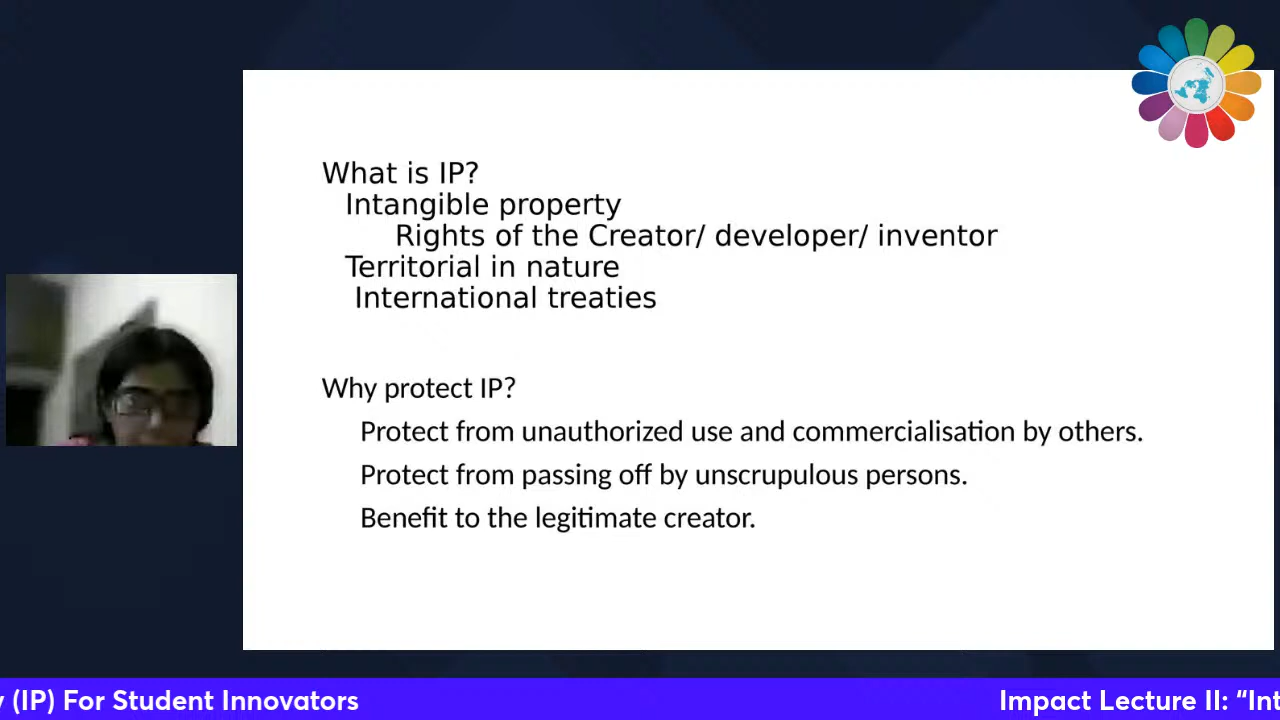 What is IP?
Intangible property
Rights of the Creator/ developer/ inventor
Territorial in nature
International treaties
Why protect IP?
Protect from unauthorized use and commercialisation by others.
Protect from passing off by unscrupulous persons.
Benefit to the legitimate creator.
(IP) For Student Innovators
Impact Lecture II: “Int